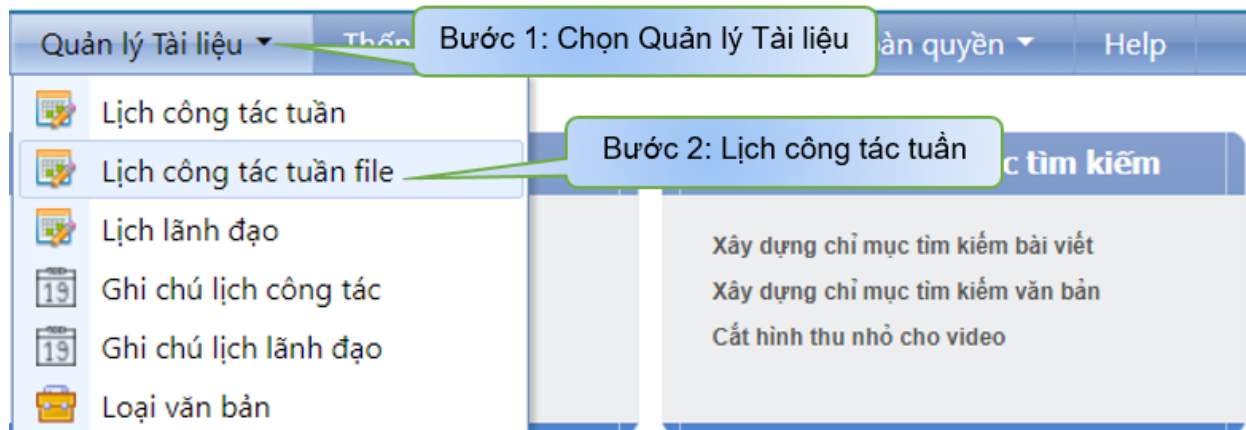 Quản lý Tài liệu
Bước 1: Chọn Quản lý Tài liệu
quyền
Help
Lịch công tác tuần
Lịch công tác tuần file
Bước 2: Lịch công tác tuần
tìm kiếm
Lịch lãnh đạo
Xây dựng chỉ mục tìm kiếm bài viết
Ghi chú lịch công tác
Xây dựng chỉ mục tìm kiếm văn bản
Ghi chú lịch lãnh đạo
Cắt hình thu nhỏ cho video
Loại văn bản
19
19